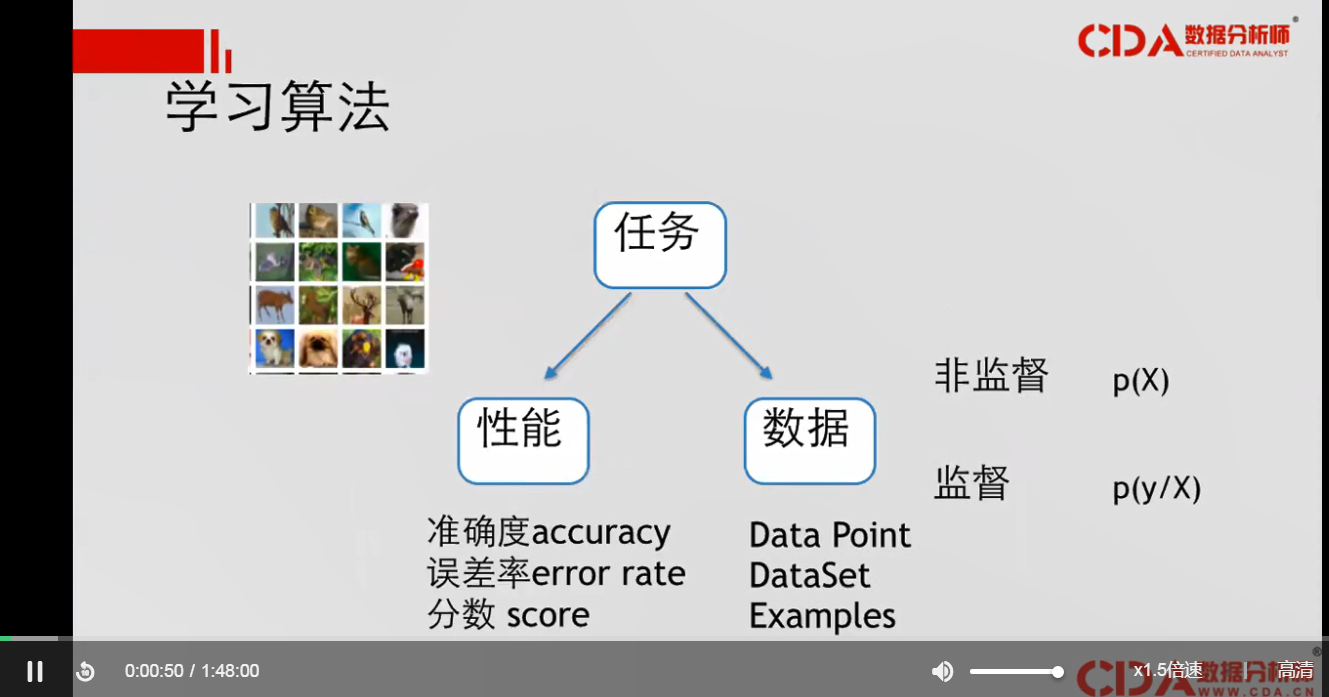 CDA数据分析师®
CERTIFIED DATA ANALYST
学习算法
任务
性能
数据
非监督 p(X)
监督 p(y/X)
准确度accuracy
误差率error rate
分数 score
Data Point
DataSet
Examples
0:00:50 / 1:48:00
x1.5倍速
高清
CDA数据分析师®
WWW.CDA.CN